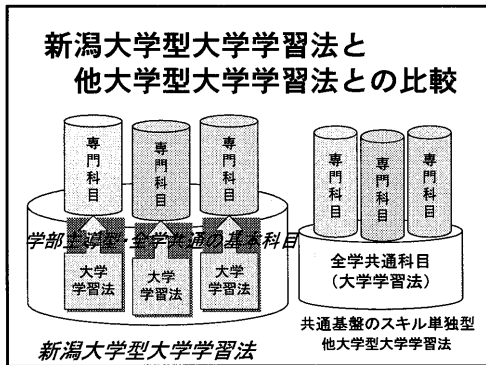 新潟大学型大学学習法と
他大学型大学学習法との比較
専門科目
専門科目
専門科目
学部主導型・全学共通の基本科目
大学
学習法
大学
学習法
大学
学習法
新潟大学型大学学習法
専門科目
専門科目
専門科目
全学共通科目
(大学学習法)
共通基盤のスキル単独型
他大学型大学学習法